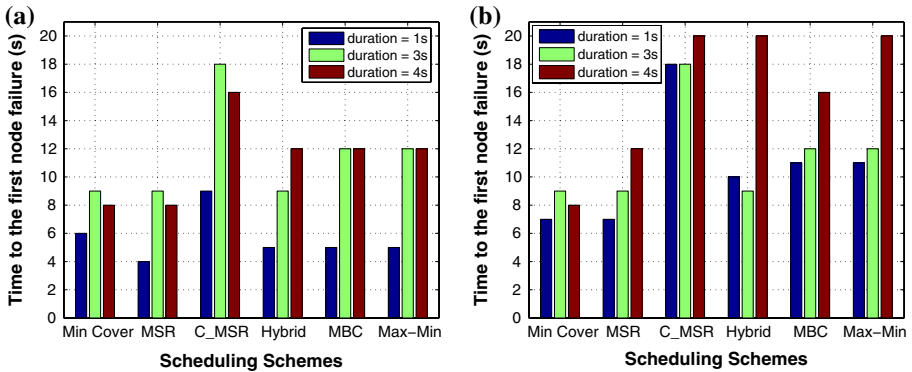 (a)
Time to the first node failure (s)
20
18
16
14
12
10
8
6
4
2
0
duration = 1s
duration = 3s
duration = 4s
Min Cover MSR C_MSR Hybrid MBC Max−Min
Scheduling Schemes
(b)
Time to the first node failure (s)
20
18
16
14
12
10
8
6
4
2
0
duration = 1s
duration = 3s
duration = 4s
Min Cover MSR C_MSR Hybrid MBC Max−Min
Scheduling Schemes